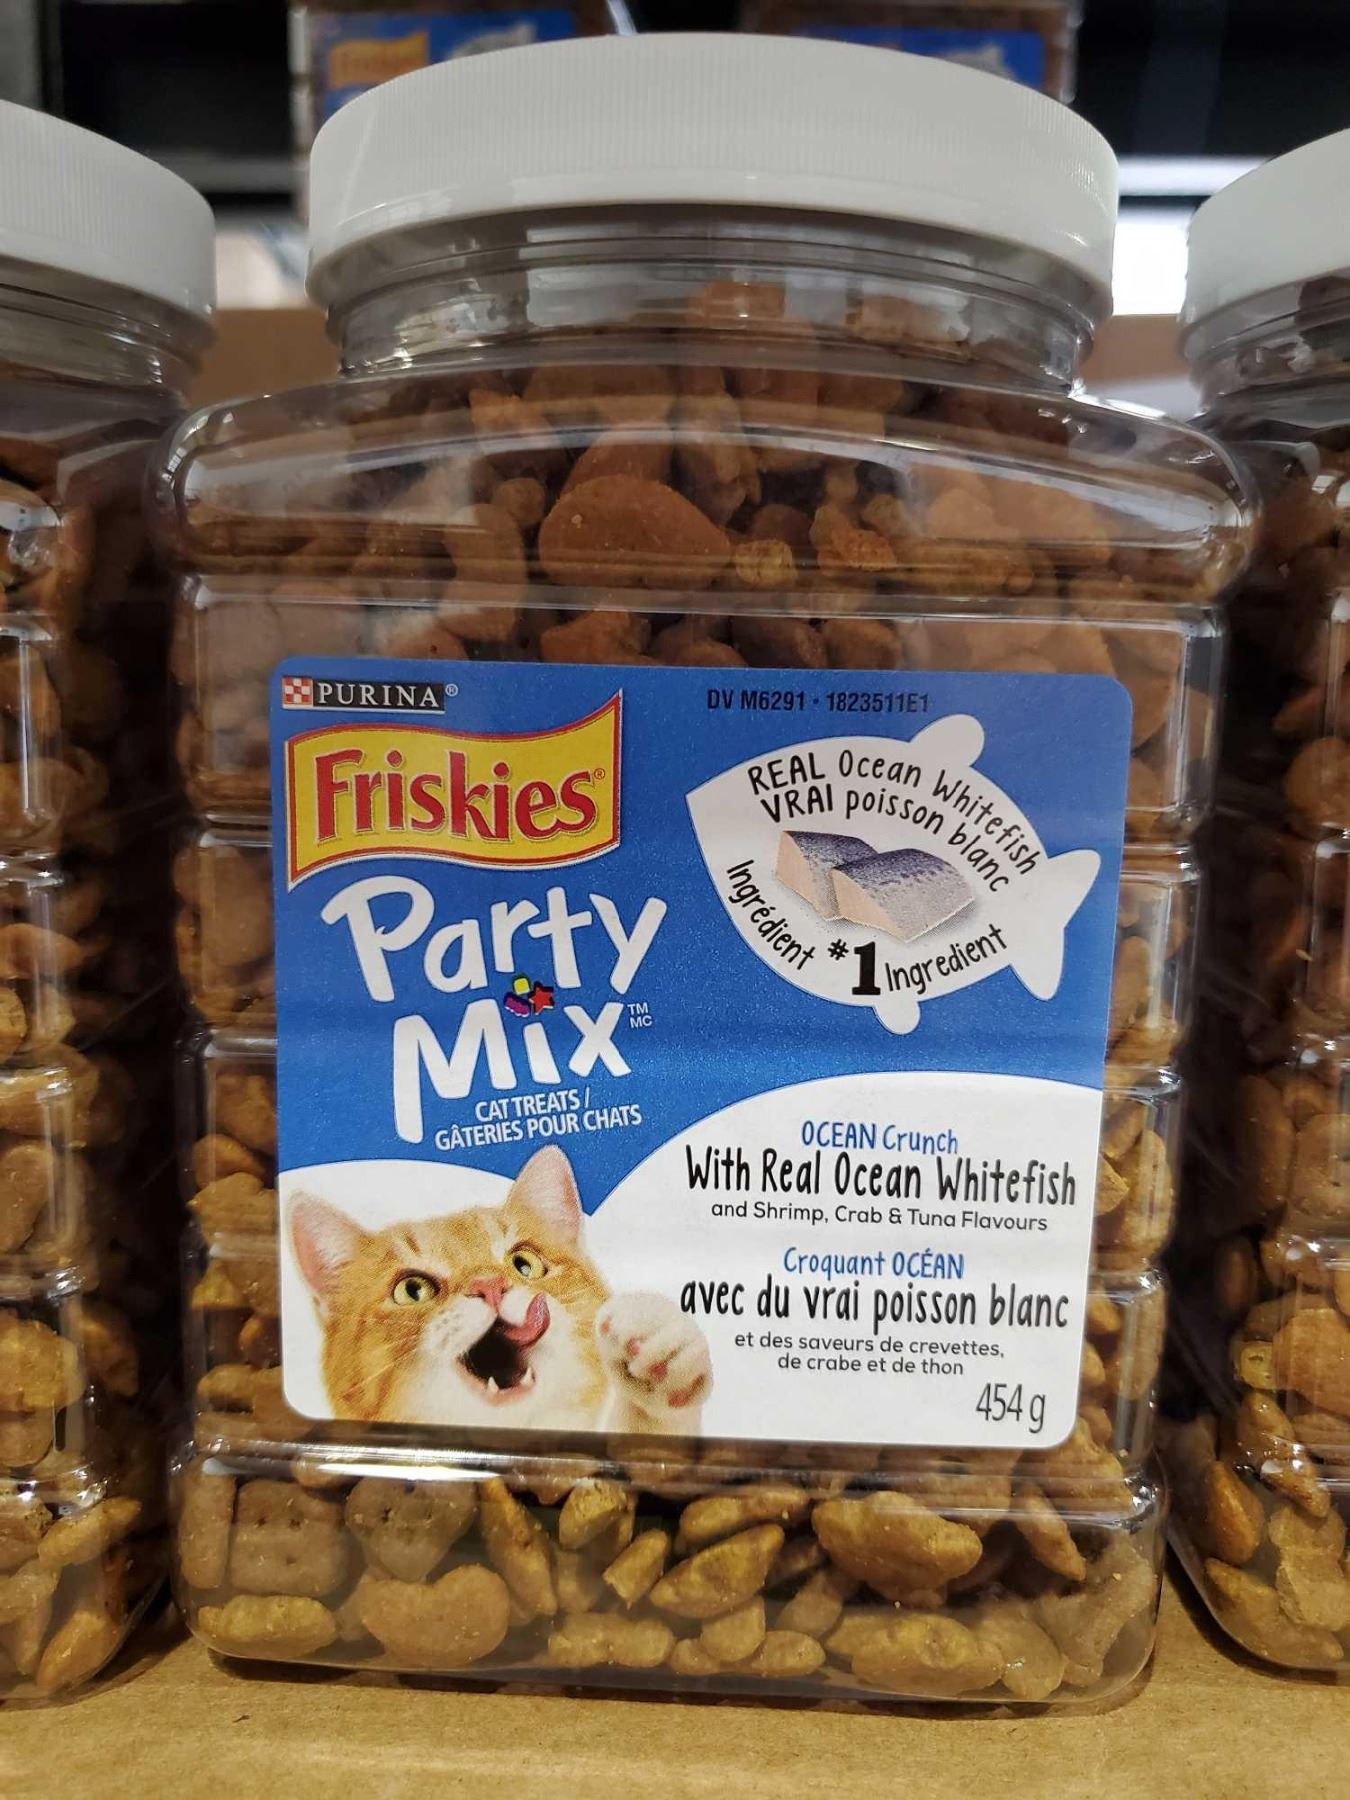 PURINA®
DV M6291 · 1823511E1
Friskies®
REAL Ocean Whitefish
VRAI poisson blanc
Ingrédient #1 Ingredient
Party
Mix TM
MC
CAT TREATS /
GÂTERIES POUR CHATS
OCEAN Crunch
With Real Ocean Whitefish
and Shrimp, Crab & Tuna Flavours
Croquant OCÉAN
avec du vrai poisson blanc
et des saveurs de crevettes,
de crabe et de thon
454 g